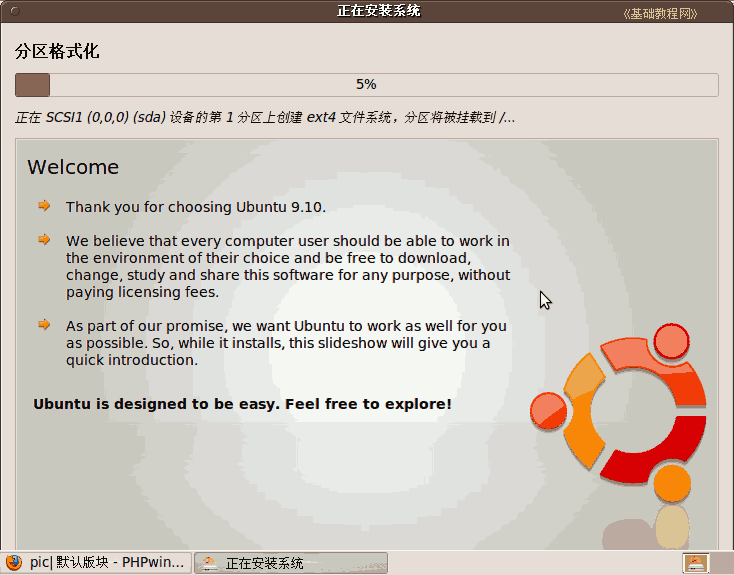 正在安装系统
《基础教程网》
分区格式化
5%
正在 SCSI1 (0,0,0) (sda) 设备的第 1 分区上创建 ext4 文件系统，分区将被挂载到 /...
Welcome
Thank you for choosing Ubuntu 9.10.
We believe that every computer user should be able to work in
the environment of their choice and be free to download,
change, study and share this software for any purpose, without
paying licensing fees.
As part of our promise, we want Ubuntu to work as well for you
as possible. So, while it installs, this slideshow will give you a
quick introduction.
Ubuntu is designed to be easy. Feel free to explore!
pic| 默认版块 - PHPwin...
正在安装系统